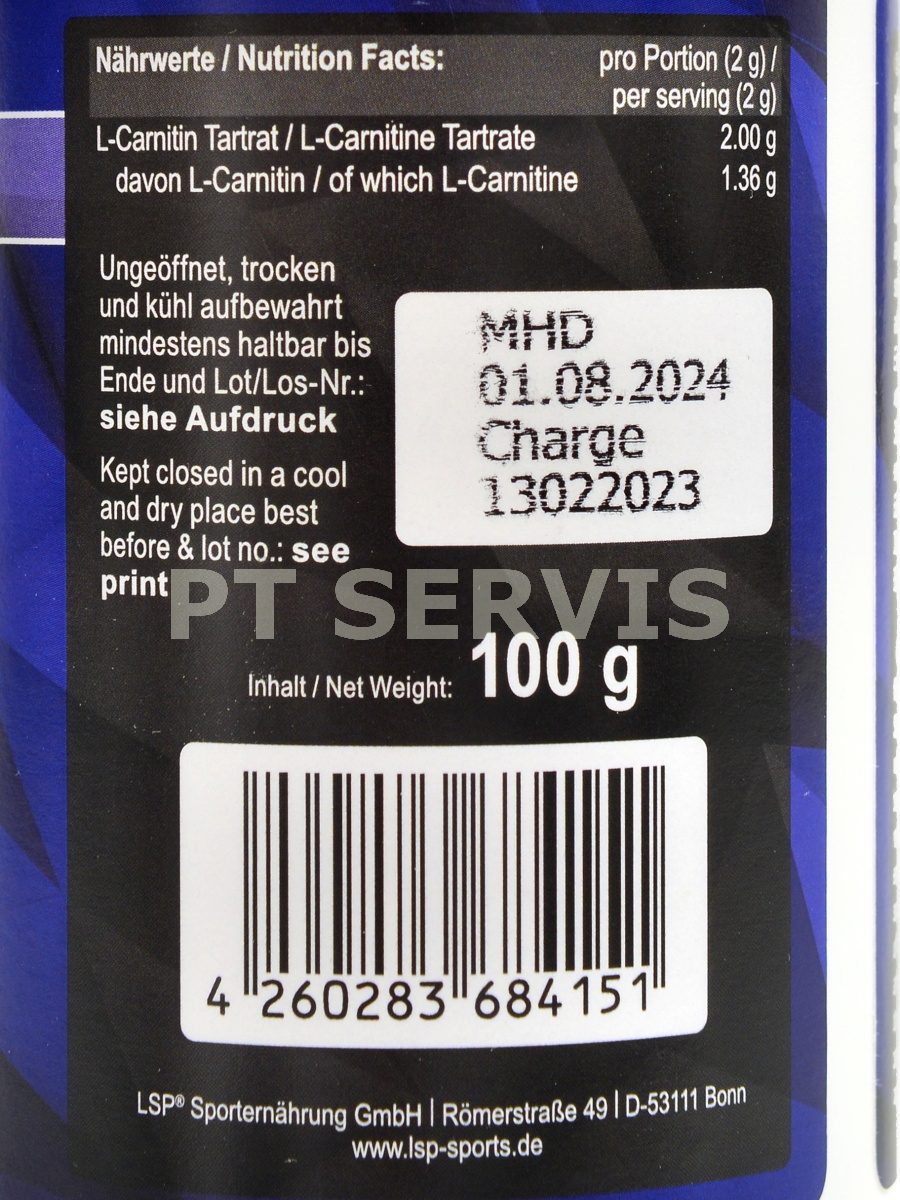 Nährwerte / Nutrition Facts:
pro Portion (2 g) /
per serving (2 g)
L-Carnitin Tartrat / L-Carnitine Tartrate 2.00 g
davon L-Carnitin / of which L-Carnitine 1.36 g
Ungeöffnet, trocken
und kühl aufbewahrt
mindestens haltbar bis
Ende und Lot/Los-Nr.:
siehe Aufdruck
Kept closed in a cool
and dry place best
before & lot no.: see
print
MHD
01.08.2024
Charge
13022023
PT SERVIS
Inhalt / Net Weight: 100 g
4 260283 684151
LSP® Sporternährung GmbH | Römerstraße 49 | D-53111 Bonn
www.lsp-sports.de